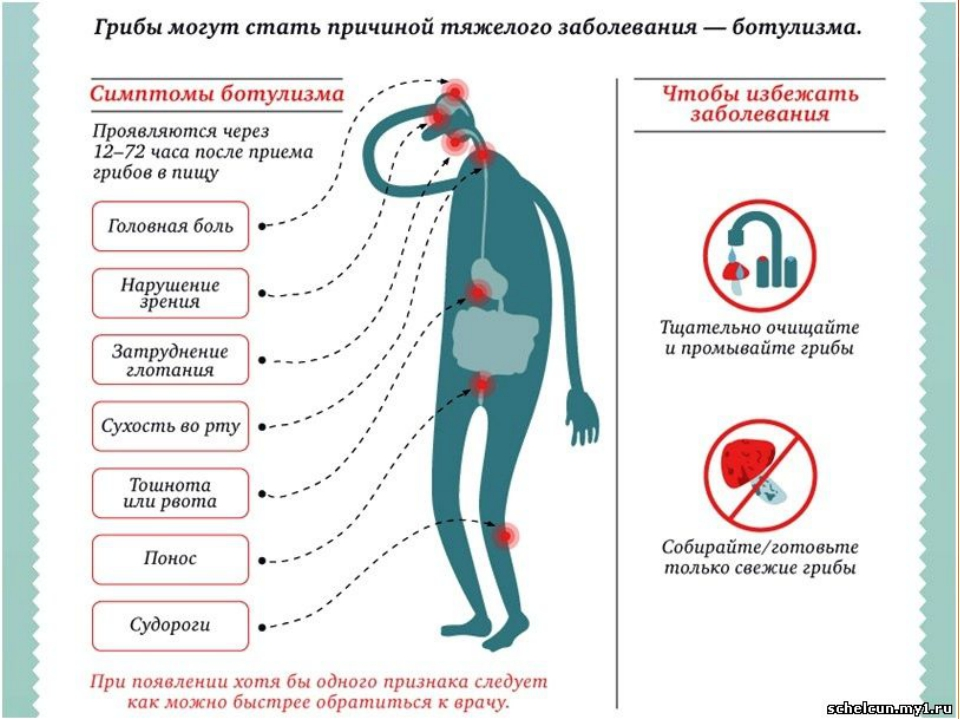 Грибы могут стать причиной тяжелого заболевания — ботулизма.
Симптомы ботулизма
Проявляются через
12–72 часа после приема
грибов в пищу
Головная боль
Нарушение
зрения
Затруднение
глотания
Сухость во рту
Тошнота
или рвота
Понос
Судороги
При появлении хотя бы одного признака следует
как можно быстрее обратиться к врачу.
Чтобы избежать
заболевания
Тщательно очищайте
и промывайте грибы
Собирайте/готовьте
только свежие грибы
schelcun.my1.ru